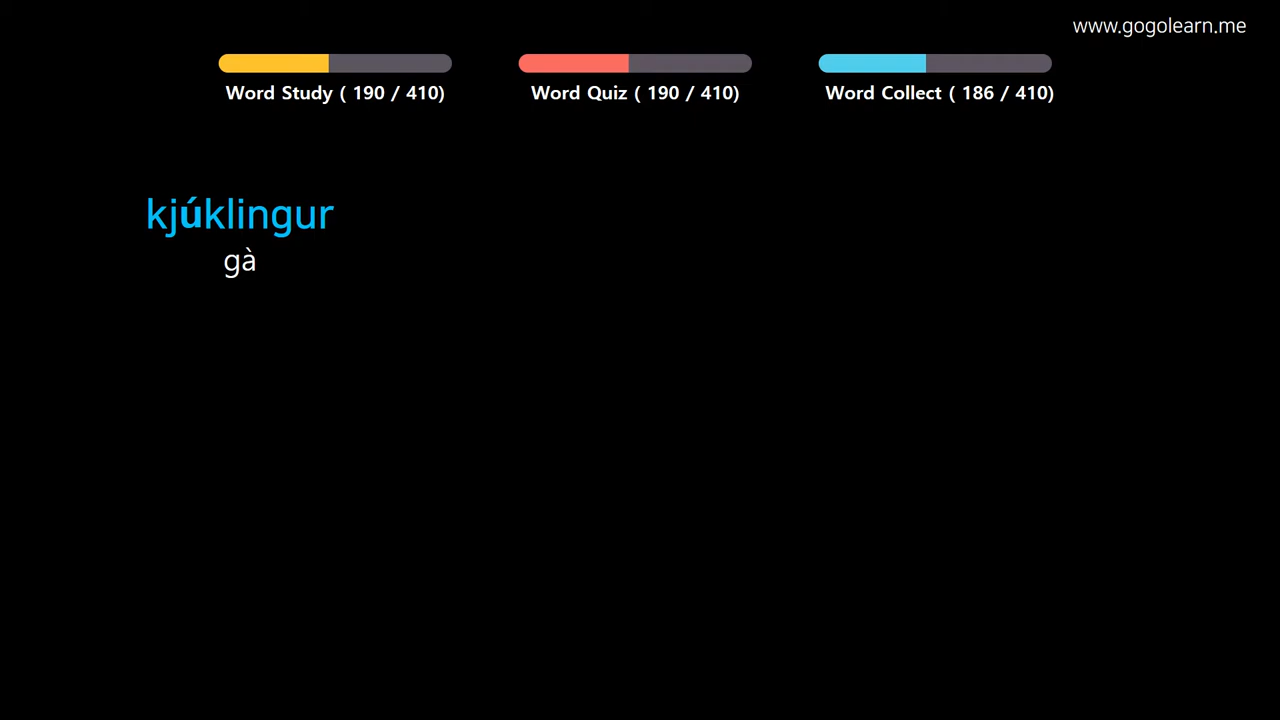 www.gogolearn.me
Word Study ( 190 / 410)
Word Quiz ( 190 / 410)
Word Collect ( 186 / 410)
kjúklingur
gà